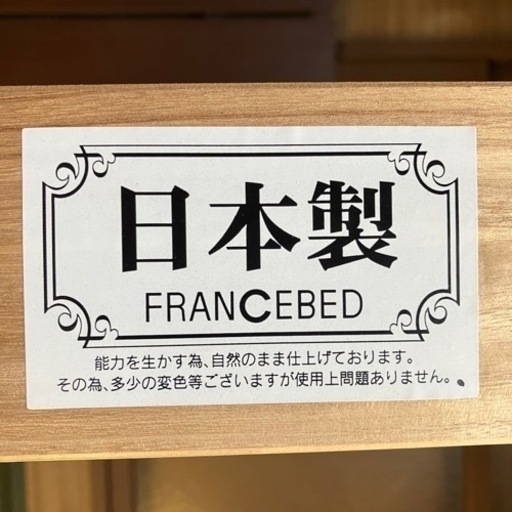 日本製
FRANCEBED
能力を生かす為、自然のまま仕上げております。
その為、多少の変色等ございますが使用上問題ありません。